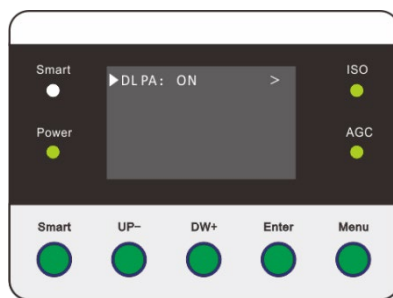 Smart
ISO
▶DL PA: ON >
Power
AGC
Smart UP- DW+ Enter Menu